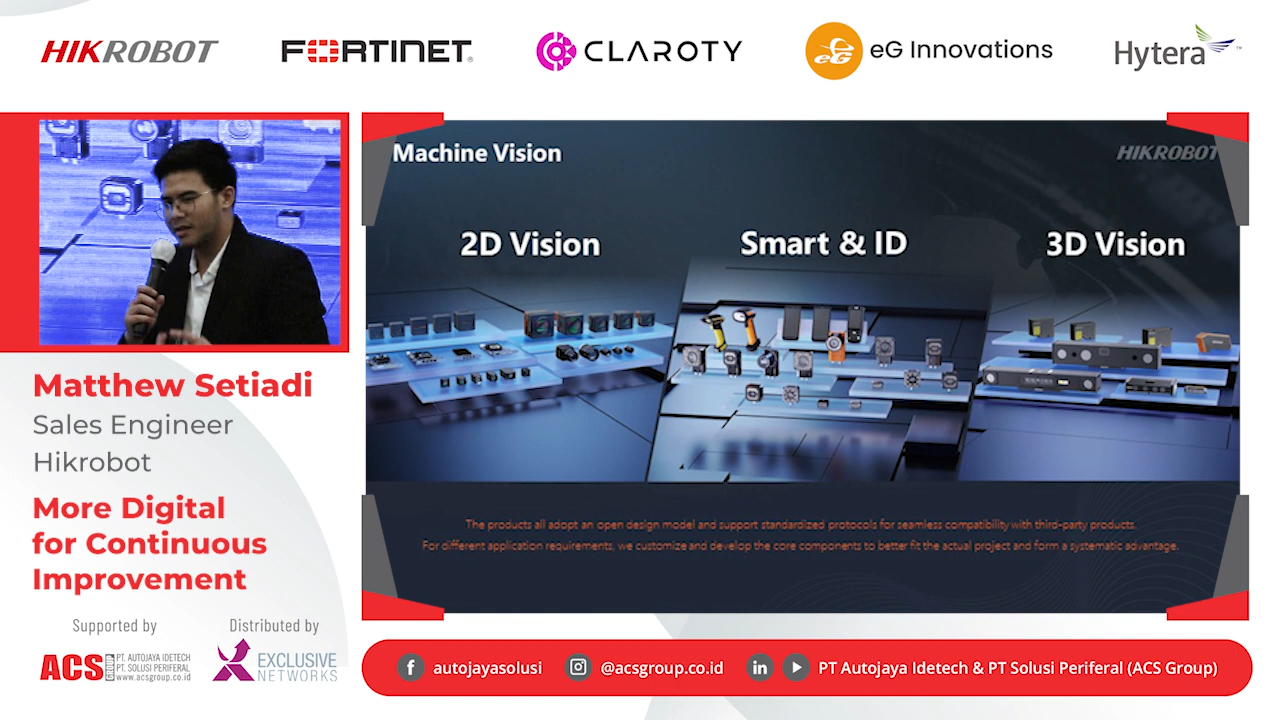 HIKROBOT
FORTINET
CLAROTY
eG eG Innovations
Hytera
Matthew Setiadi
Sales Engineer
Hikrobot
More Digital
for Continuous
Improvement
Supported by
Distributed by
ACS
PT. AUTOJAYA IDETECH
PT. SOLUSI PERIFERAL
www.acsgroup.co.id
EXCLUSIVE
NETWORKS
Machine Vision
HIKROBOT
2D Vision
Smart & ID
3D Vision
The products all adopt an open design model and support standardized protocols for seamless compatibility with third-party products.
For different application requirements, we customize and develop the core components to better fit the actual project and form a systematic advantage.
autojayasolusi
@acsgroup.co.id
PT Autojaya Idetech & PT Solusi Periferal (ACS Group)